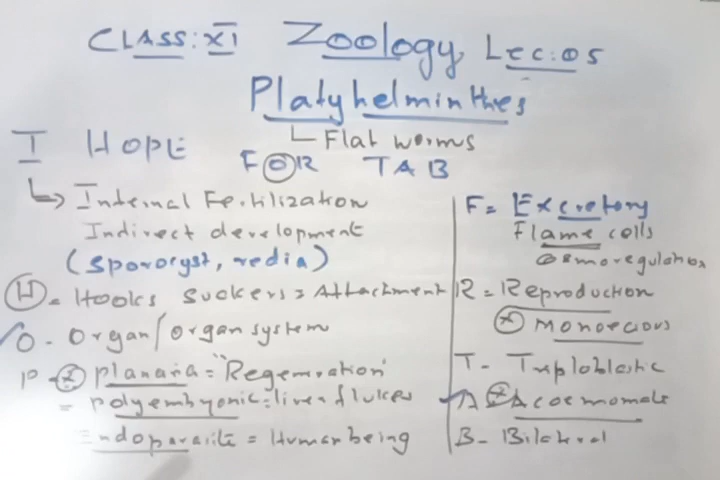 CLASS: XI Zoology Lec: 05
Platyhelminthes
└ Flat worms
I HOPE FOR TAB
↳ Internal Fertilization
Indirect development
(sporocyst, redia)
H = Hooks suckers = Attachment
O - organ/organ system
P - * planaria = "Regeneration"
= polyembyonic = liver flukes
Endoparasite = Human being
F = Excretory
Flame cells
osmoregulation
R = Reproduction
* monoecious
T - Triploblastic
A = * Acoelomate
B - Bilateral